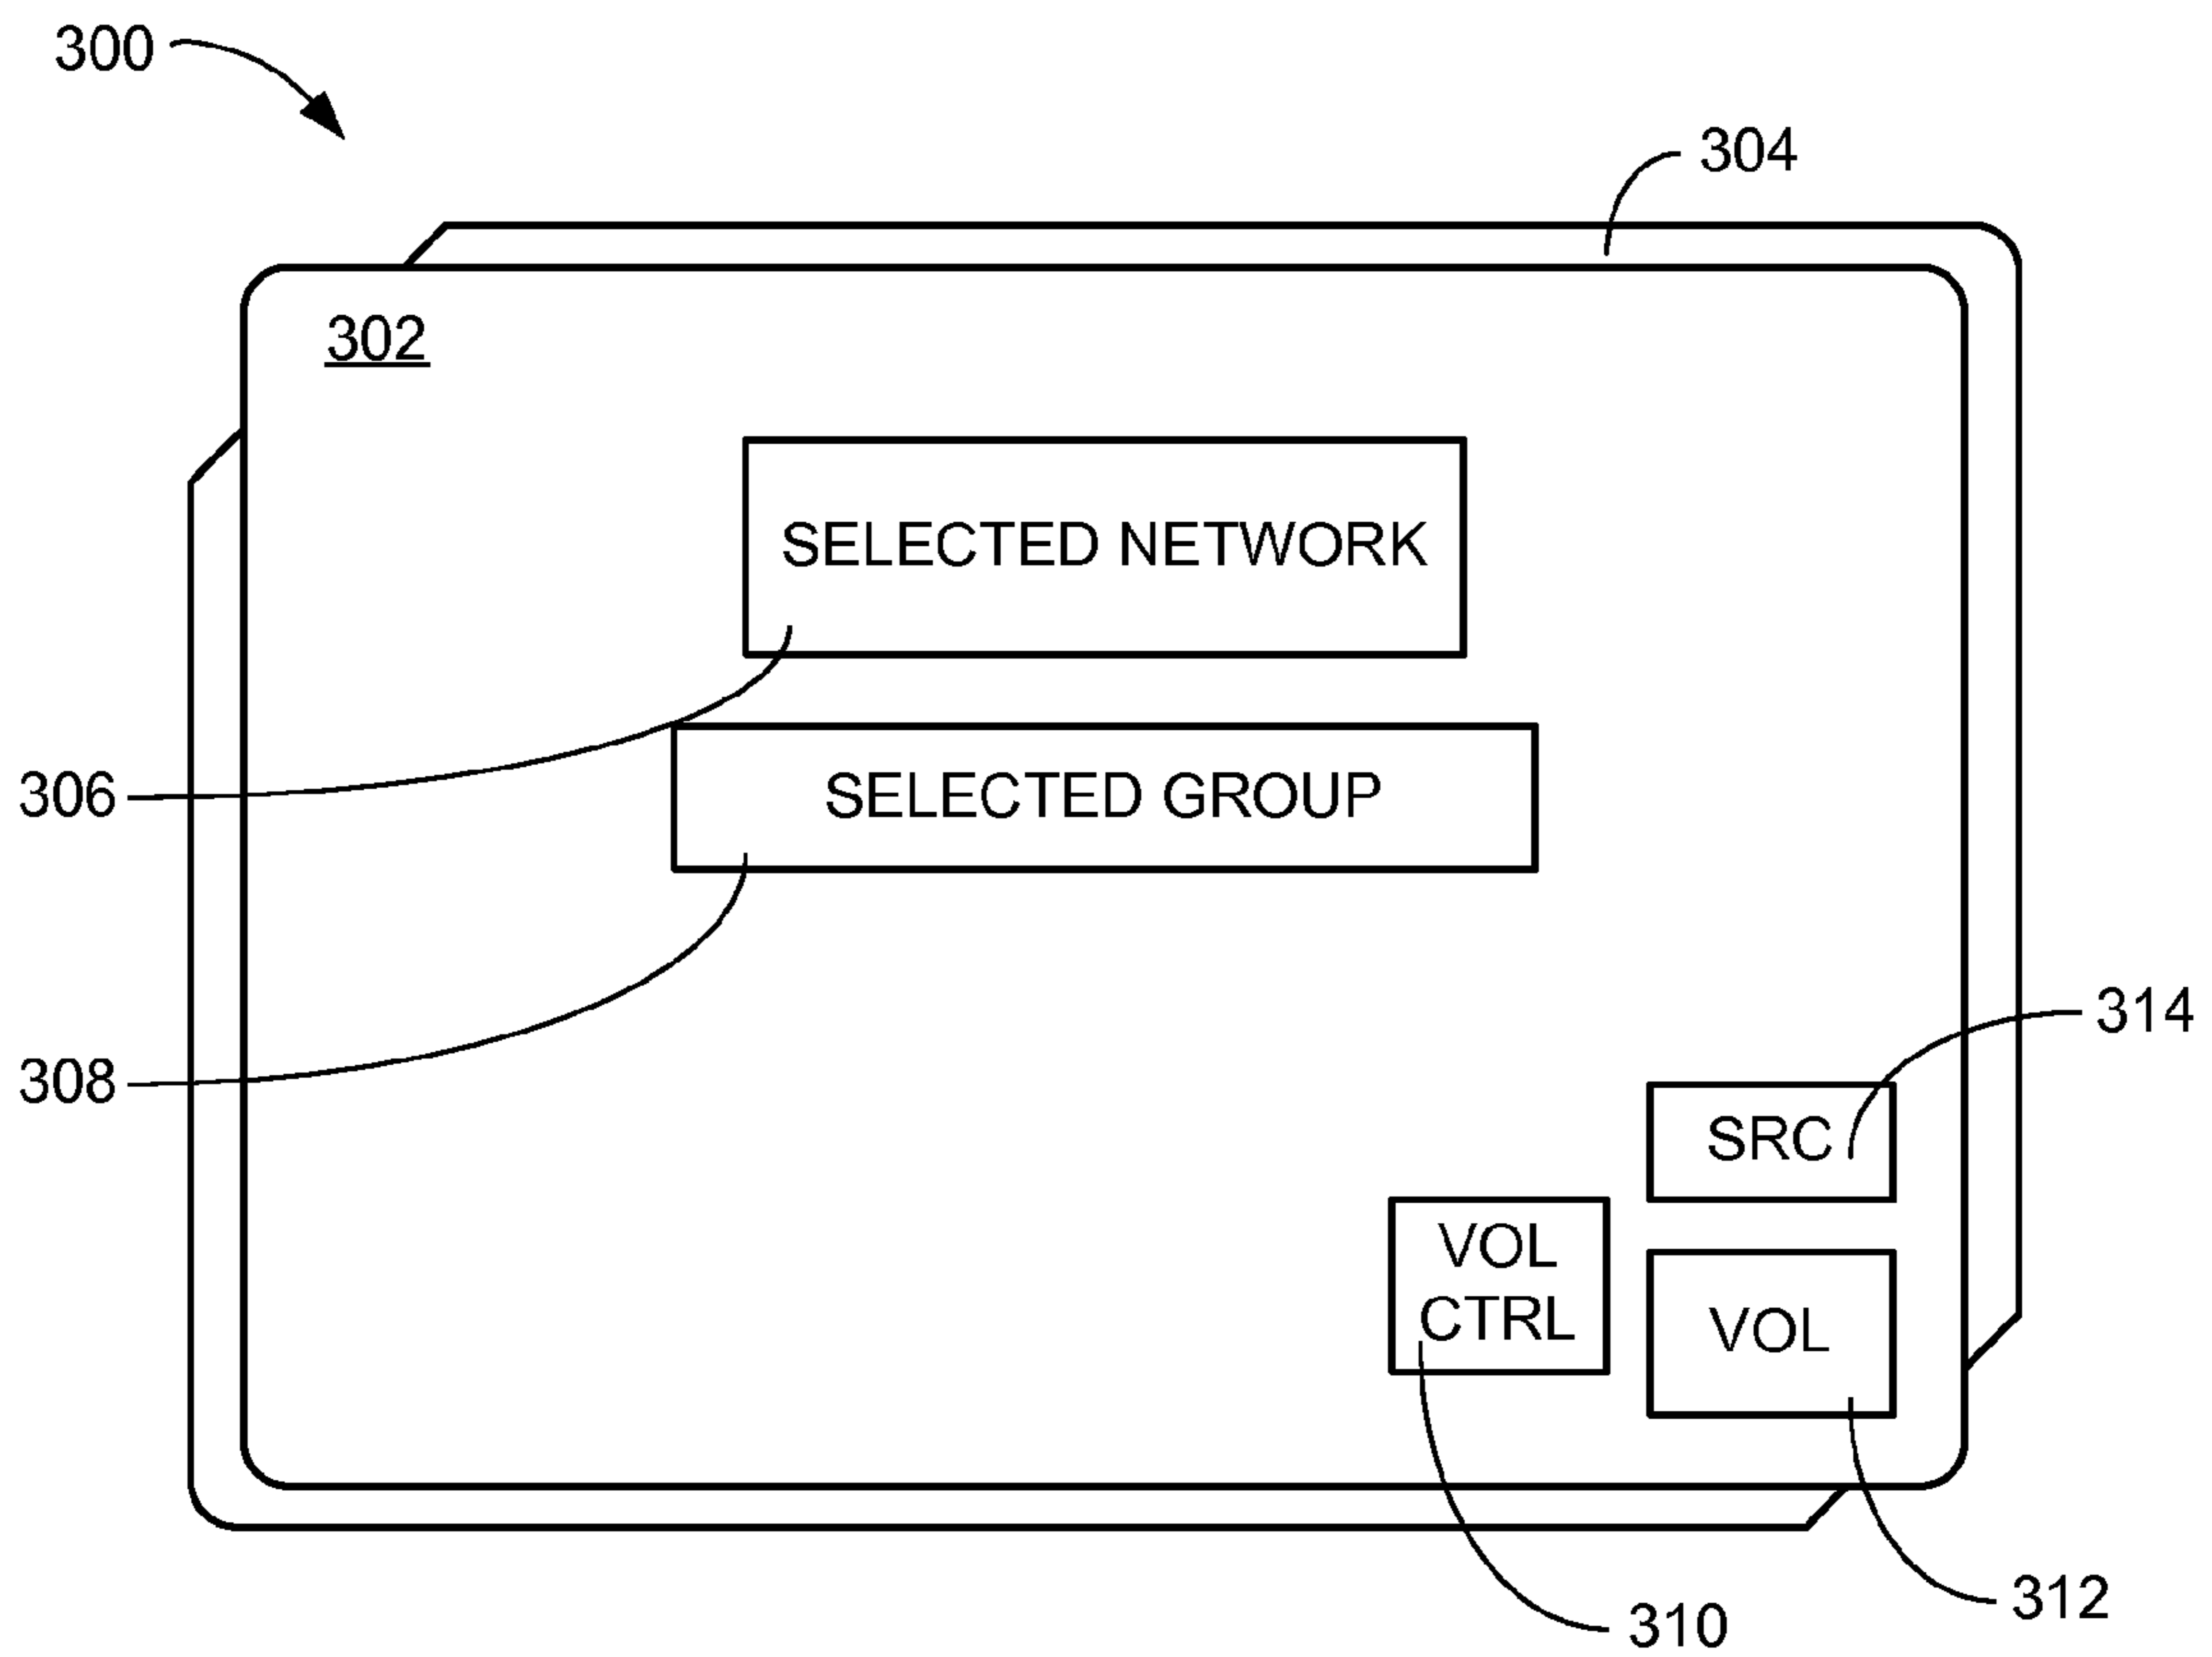 300
304
302
SELECTED NETWORK
306
SELECTED GROUP
308
314
SRC
VOL
CTRL
VOL
312
310